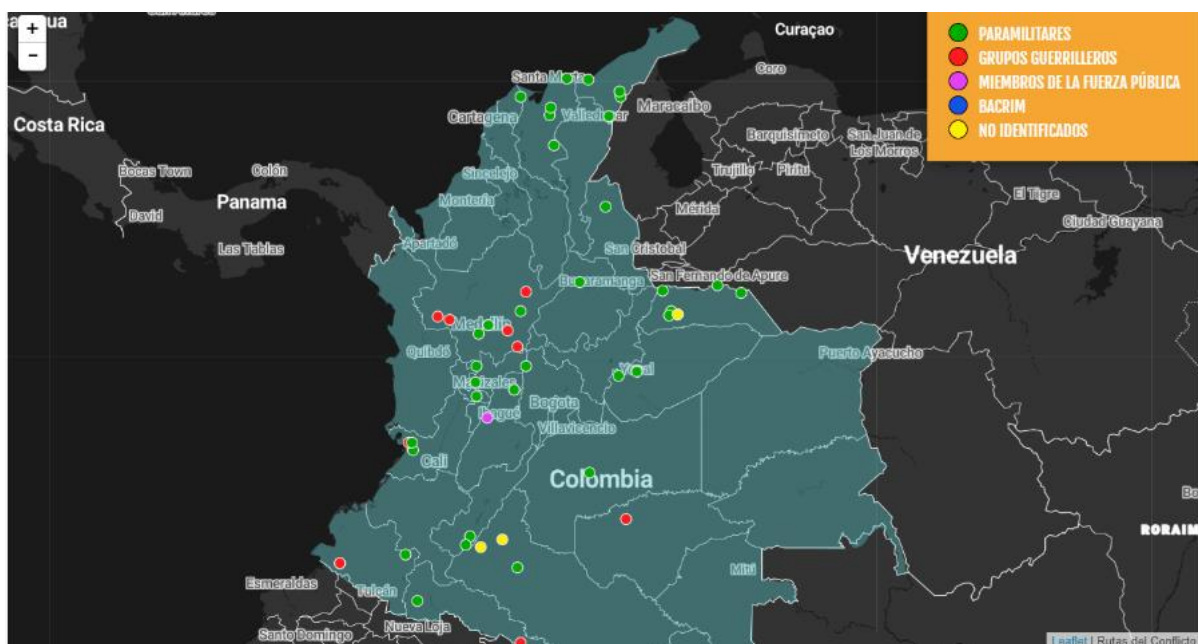 +
−
Curaçao
PARAMILITARES
GRUPOS GUERRILLEROS
MIEMBROS DE LA FUERZA PÚBLICA
BACRIM
NO IDENTIFICADOS
Santa Marta
Coro
Maracaibo
Cartagena
Valledupar
Costa Rica
Barquisimeto
San Juan de
Los Morros
Bocas Town
Colón
Trujillo
Píritu
Sincelejo
El Tigre
Panama
Montería
Mérida
David
Ciudad Guayana
Las Tablas
Apartadó
San Cristobal
Venezuela
Bucaramanga
San Fernando de Apure
Medellín
Quibdó
Puerto Ayacucho
Yopal
Manizales
Bogota
Ibagué
Villavicencio
Cali
Colombia
RORAIM
Mitú
Esmeraldas
Tulcán
Nueva Loja
Santo Domingo
Leaflet | Rutas del Conflicto